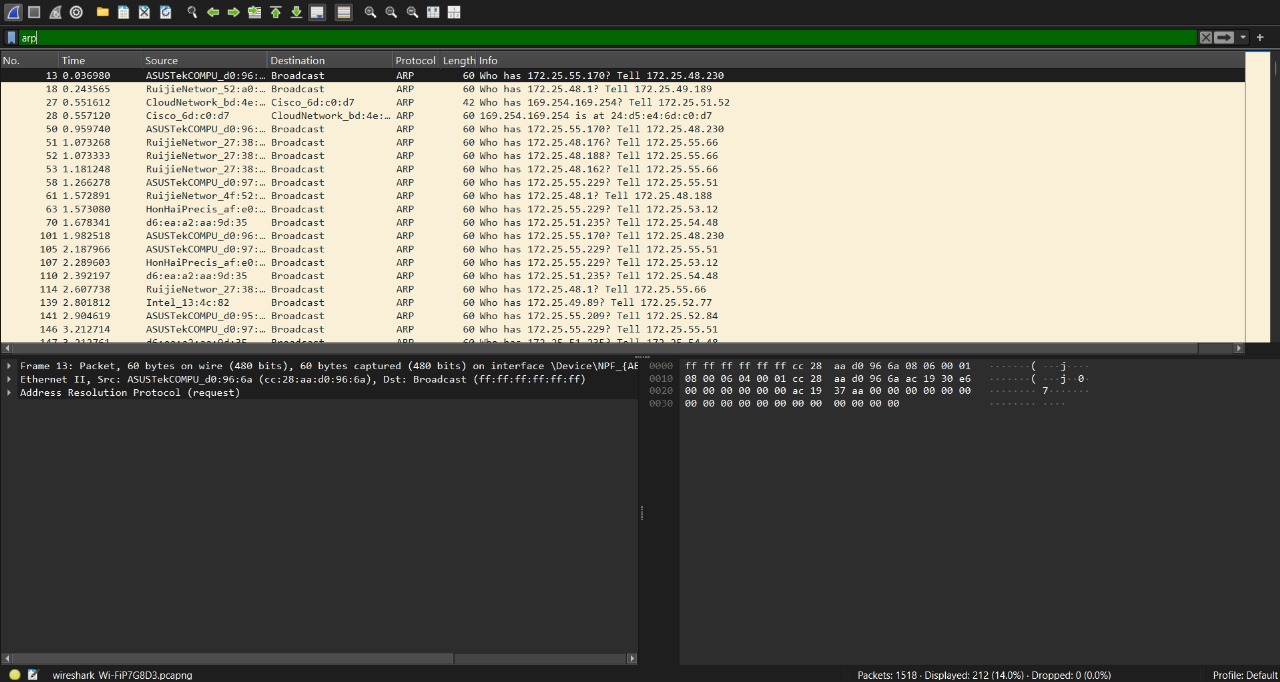 arp
No. Time Source Destination Protocol Length Info
13 0.036980 ASUSTekCOMPU_d0:96:… Broadcast ARP 60 Who has 172.25.55.170? Tell 172.25.48.230
18 0.243565 RuijieNetwor_52:a0:… Broadcast ARP 60 Who has 172.25.48.1? Tell 172.25.49.189
27 0.551612 CloudNetwork_bd:4e:… Cisco_6d:c0:d7 ARP 42 Who has 169.254.169.254? Tell 172.25.51.52
28 0.557120 Cisco_6d:c0:d7 CloudNetwork_bd:4e:… ARP 60 169.254.169.254 is at 24:d5:e4:6d:c0:d7
50 0.959740 ASUSTekCOMPU_d0:96:… Broadcast ARP 60 Who has 172.25.55.170? Tell 172.25.48.230
51 1.073268 RuijieNetwor_27:38:… Broadcast ARP 60 Who has 172.25.48.176? Tell 172.25.55.66
52 1.073333 RuijieNetwor_27:38:… Broadcast ARP 60 Who has 172.25.48.188? Tell 172.25.55.66
53 1.181248 RuijieNetwor_27:38:… Broadcast ARP 60 Who has 172.25.48.162? Tell 172.25.55.66
58 1.266278 ASUSTekCOMPU_d0:97:… Broadcast ARP 60 Who has 172.25.55.229? Tell 172.25.55.51
61 1.572891 RuijieNetwor_4f:52:… Broadcast ARP 60 Who has 172.25.48.1? Tell 172.25.48.188
63 1.573080 HonHaiPrecis_af:e0:… Broadcast ARP 60 Who has 172.25.55.229? Tell 172.25.53.12
70 1.678341 d6:ea:a2:aa:9d:35 Broadcast ARP 60 Who has 172.25.51.235? Tell 172.25.54.48
101 1.982518 ASUSTekCOMPU_d0:96:… Broadcast ARP 60 Who has 172.25.55.170? Tell 172.25.48.230
105 2.187966 ASUSTekCOMPU_d0:97:… Broadcast ARP 60 Who has 172.25.55.229? Tell 172.25.55.51
107 2.289603 HonHaiPrecis_af:e0:… Broadcast ARP 60 Who has 172.25.55.229? Tell 172.25.53.12
110 2.392197 d6:ea:a2:aa:9d:35 Broadcast ARP 60 Who has 172.25.51.235? Tell 172.25.54.48
114 2.607738 RuijieNetwor_27:38:… Broadcast ARP 60 Who has 172.25.48.1? Tell 172.25.55.66
139 2.801812 Intel_13:4c:82 Broadcast ARP 60 Who has 172.25.49.89? Tell 172.25.52.77
141 2.904619 ASUSTekCOMPU_d0:95:… Broadcast ARP 60 Who has 172.25.55.209? Tell 172.25.52.84
146 3.212714 ASUSTekCOMPU_d0:97:… Broadcast ARP 60 Who has 172.25.55.229? Tell 172.25.55.51
147 3.212761 d6:ea:a2:aa:9d:35 Broadcast ARP 60 Who has 172.25.51.235? Tell 172.25.54.48
Frame 13: Packet, 60 bytes on wire (480 bits), 60 bytes captured (480 bits) on interface \Device\NPF_{AE
Ethernet II, Src: ASUSTekCOMPU_d0:96:6a (cc:28:aa:d0:96:6a), Dst: Broadcast (ff:ff:ff:ff:ff:ff)
Address Resolution Protocol (request)
0000 ff ff ff ff ff ff cc 28 aa d0 96 6a 08 06 00 01 ·······( ···j····
0010 08 00 06 04 00 01 cc 28 aa d0 96 6a ac 19 30 e6 ·······( ···j··0·
0020 00 00 00 00 00 00 ac 19 37 aa 00 00 00 00 00 00 ········ 7·······
0030 00 00 00 00 00 00 00 00 00 00 00 00 ········ ····
wireshark_Wi-FiP7G8D3.pcapng Packets: 1518 · Displayed: 212 (14.0%) · Dropped: 0 (0.0%) Profile: Default